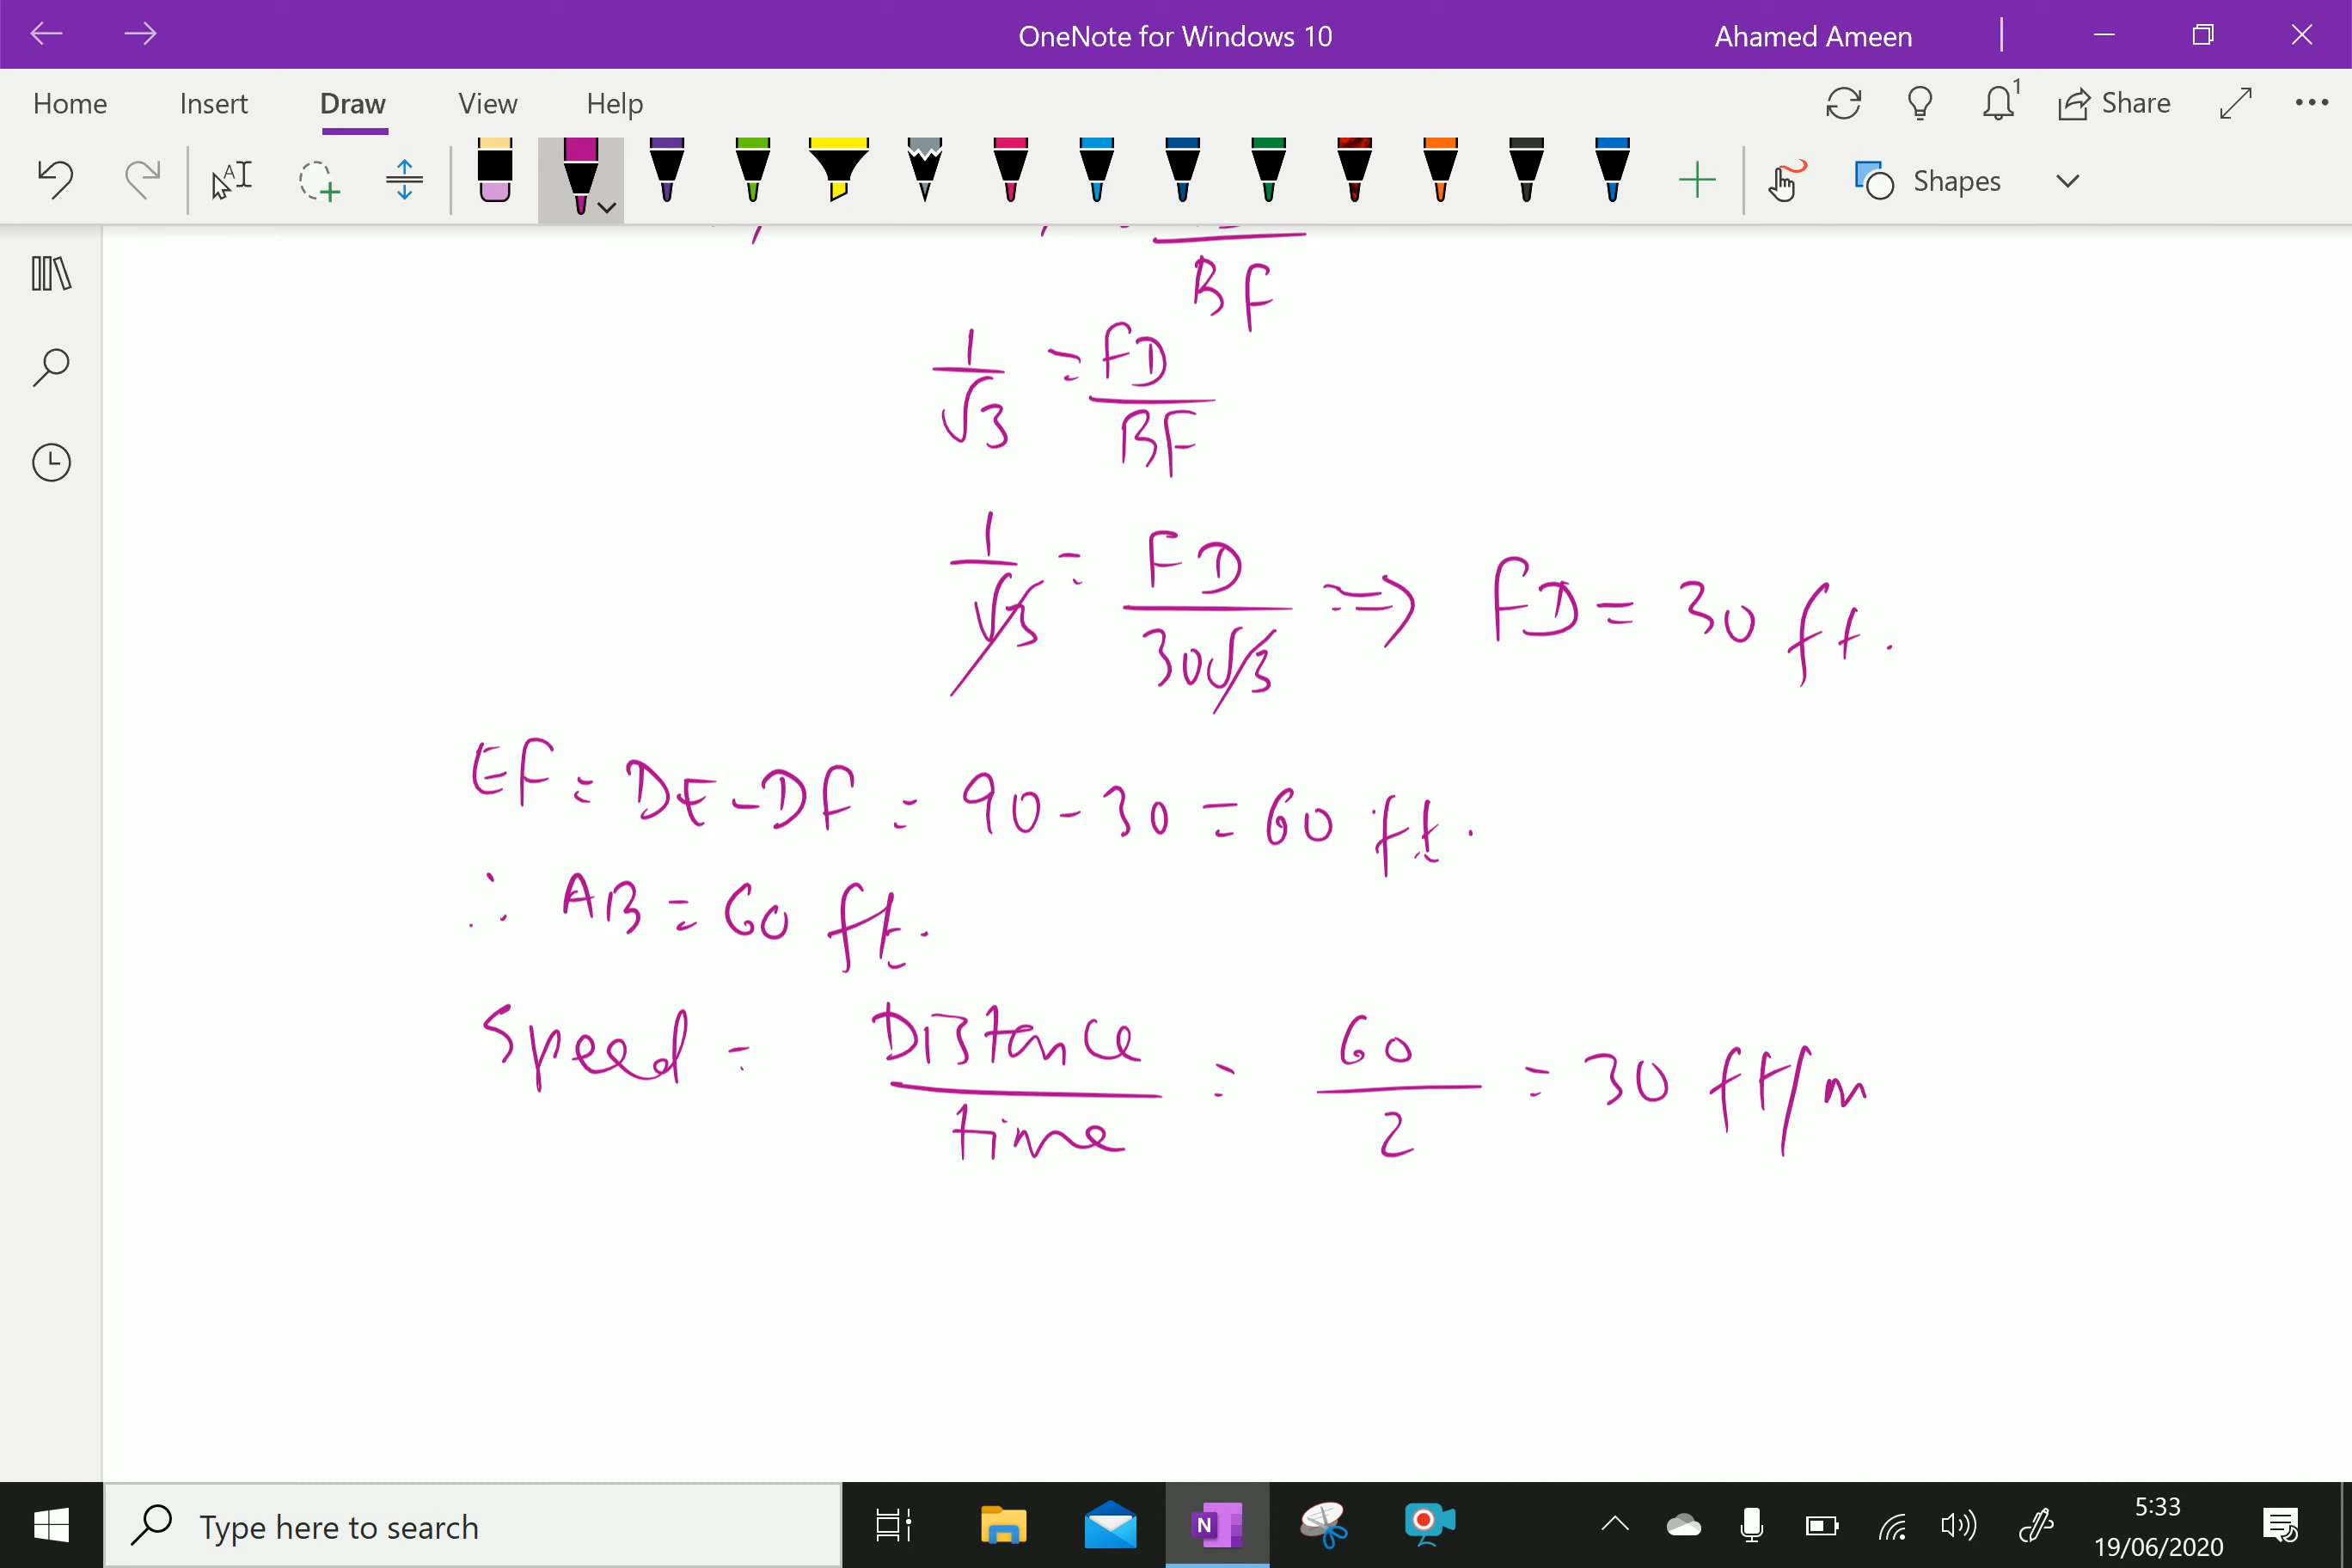 OneNote for Windows 10
Ahamed Ameen
Home Insert Draw View Help
1
Share
Shapes
BF
1/√3 = FD/BF
1/√3 = FD/30√3 ⇒ FD = 30 ft.
EF = DE - DF = 90 - 30 = 60 ft.
∴ AB = 60 ft.
Speed = Distance/time = 60/2 = 30 ft/m
Type here to search
N
5:33
19/06/2020